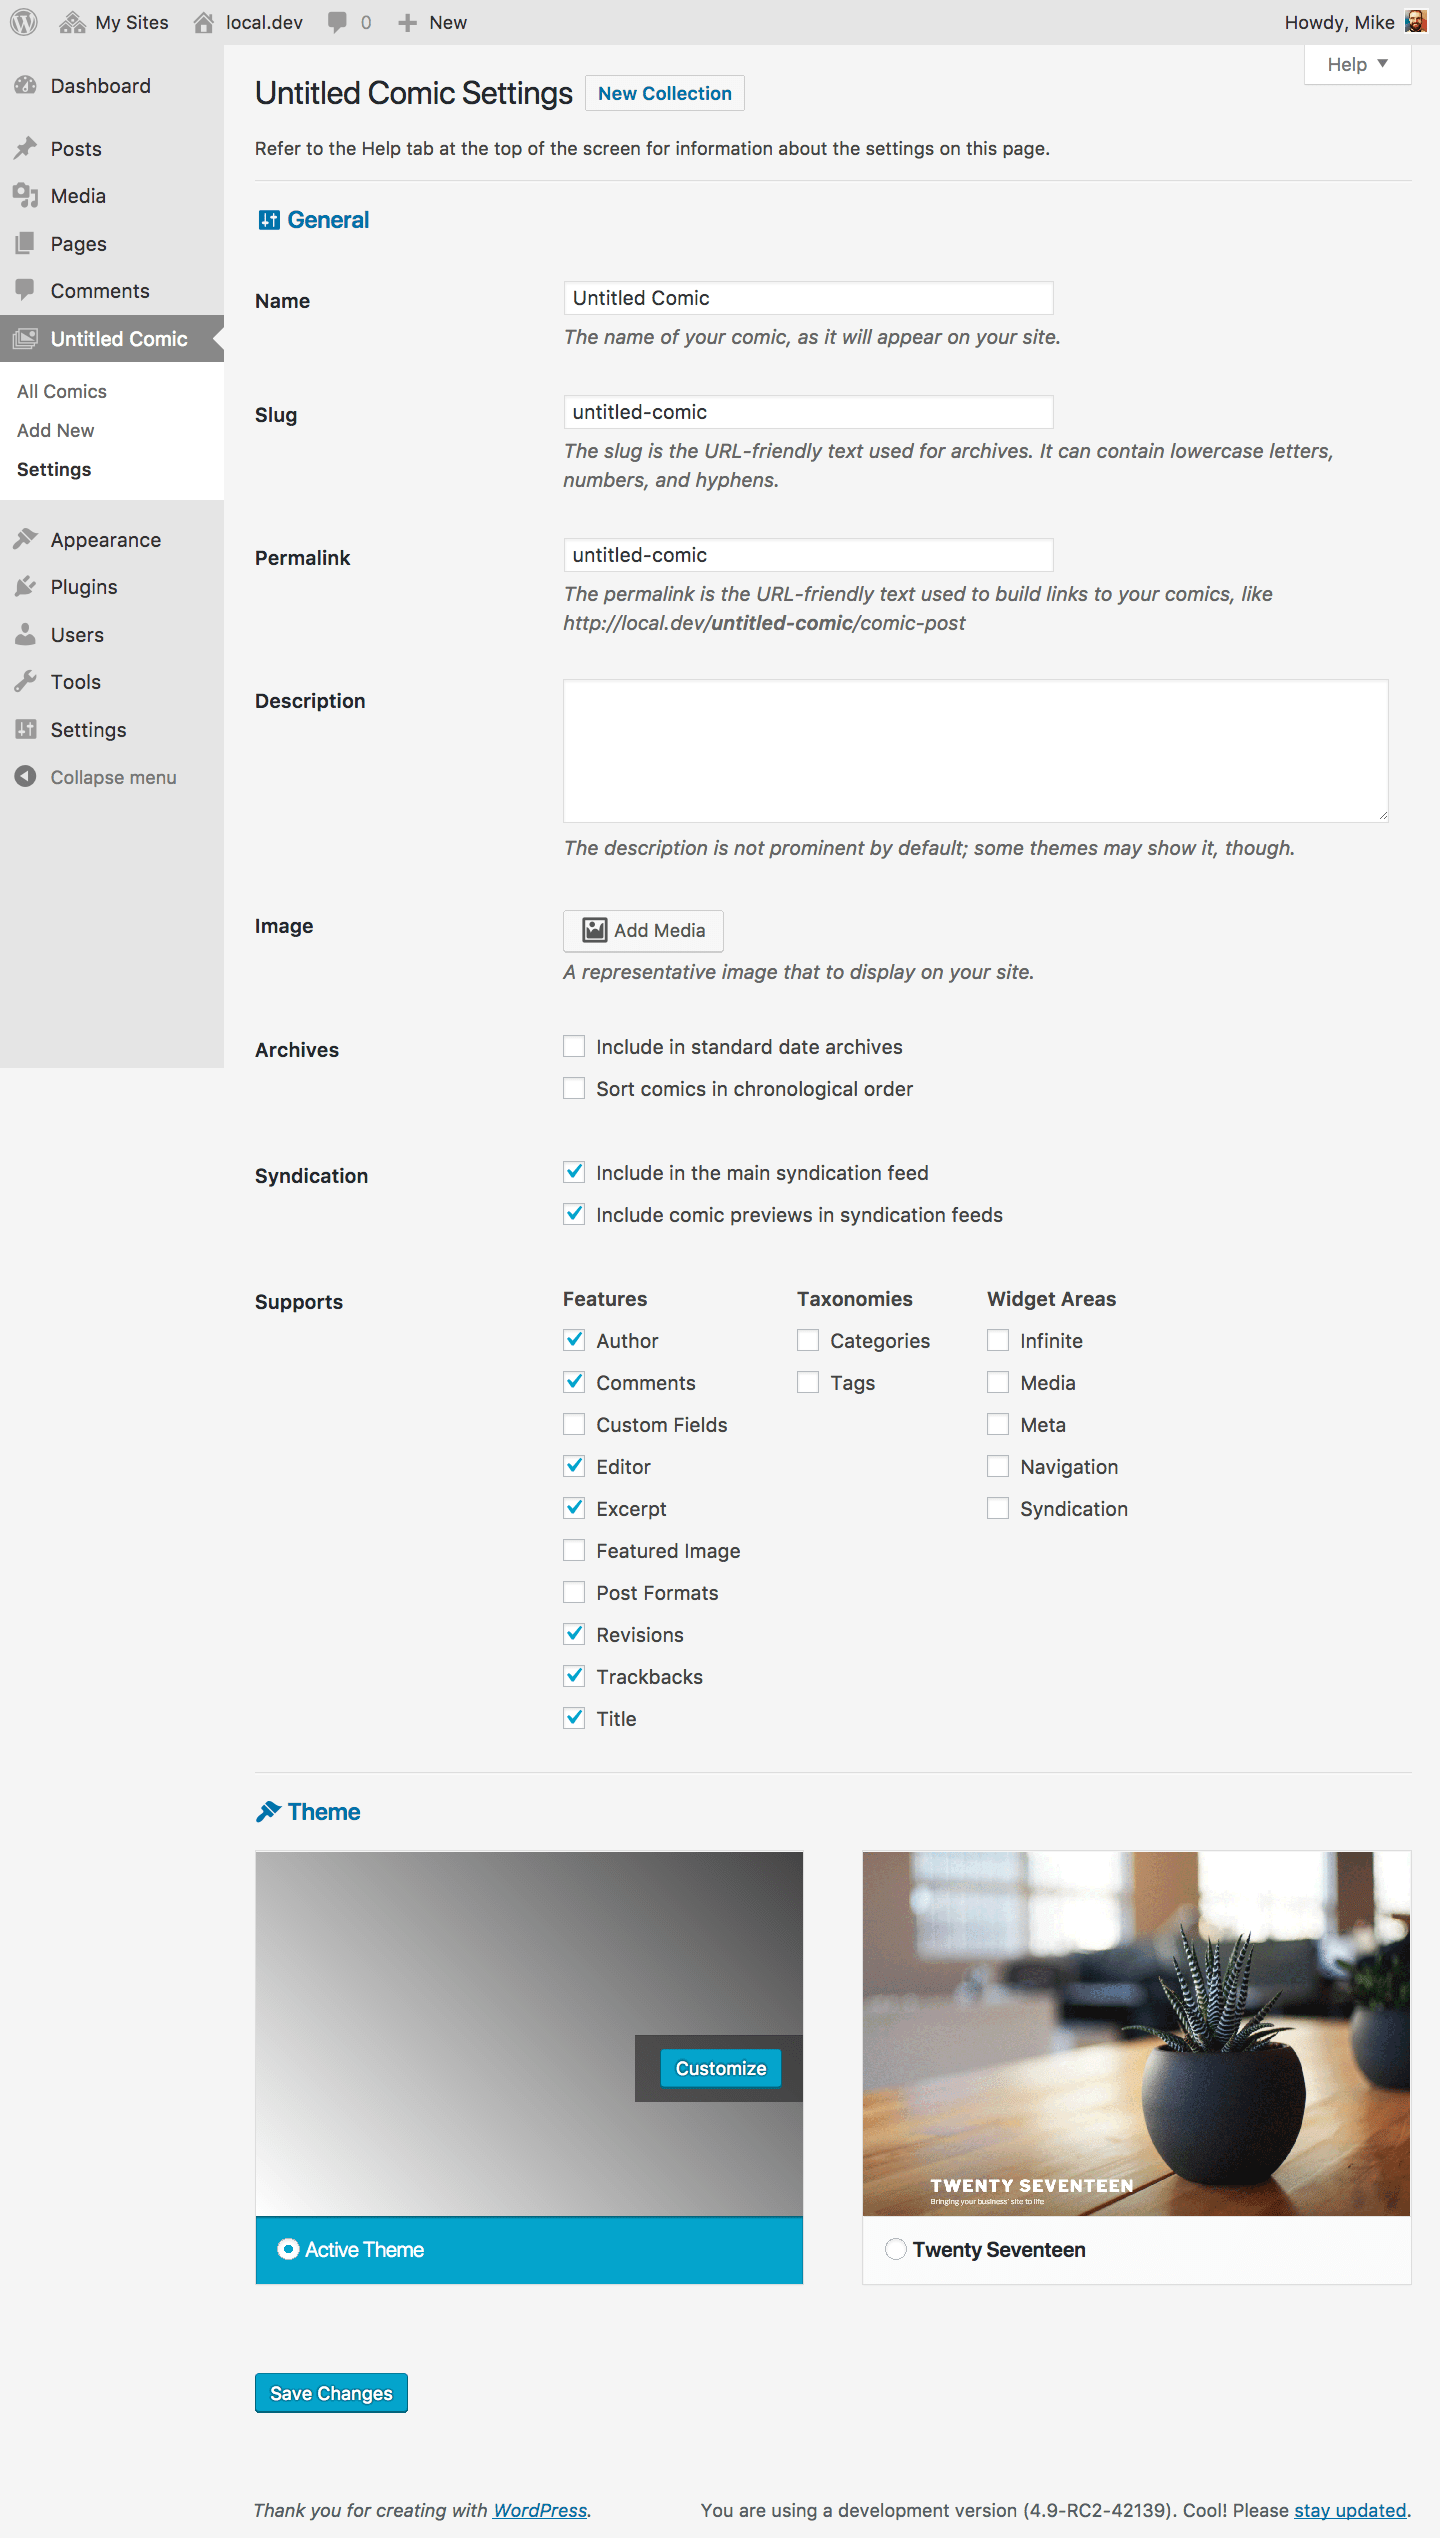 My Sites
local.dev
0
New
Howdy, Mike
Help
Dashboard
Posts
Media
Pages
Comments
Untitled Comic
All Comics
Add New
Settings
Appearance
Plugins
Users
Tools
Settings
Collapse menu
Untitled Comic Settings
New Collection
Refer to the Help tab at the top of the screen for information about the settings on this page.
General
Name
Untitled Comic
The name of your comic, as it will appear on your site.
Slug
untitled-comic
The slug is the URL-friendly text used for archives. It can contain lowercase letters,
numbers, and hyphens.
Permalink
untitled-comic
The permalink is the URL-friendly text used to build links to your comics, like
http://local.dev/untitled-comic/comic-post
Description
The description is not prominent by default; some themes may show it, though.
Image
Add Media
A representative image that to display on your site.
Archives
Include in standard date archives
Sort comics in chronological order
Syndication
Include in the main syndication feed
Include comic previews in syndication feeds
Supports
Features
Author
Comments
Custom Fields
Editor
Excerpt
Featured Image
Post Formats
Revisions
Trackbacks
Title
Taxonomies
Categories
Tags
Widget Areas
Infinite
Media
Meta
Navigation
Syndication
Theme
Customize
Active Theme
TWENTY SEVENTEEN
Bringing your business' site to life
Twenty Seventeen
Save Changes
Thank you for creating with WordPress.
You are using a development version (4.9-RC2-42139). Cool! Please stay updated.